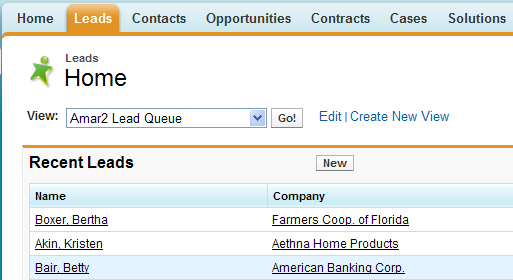 Home Leads Contacts Opportunities Contracts Cases Solutions
Leads
Home
View: Amar2 Lead Queue Go! Edit | Create New View
Recent Leads New
Name Company
Boxer, Bertha Farmers Coop. of Florida
Akin, Kristen Aethna Home Products
Bair, Betty American Banking Corp.